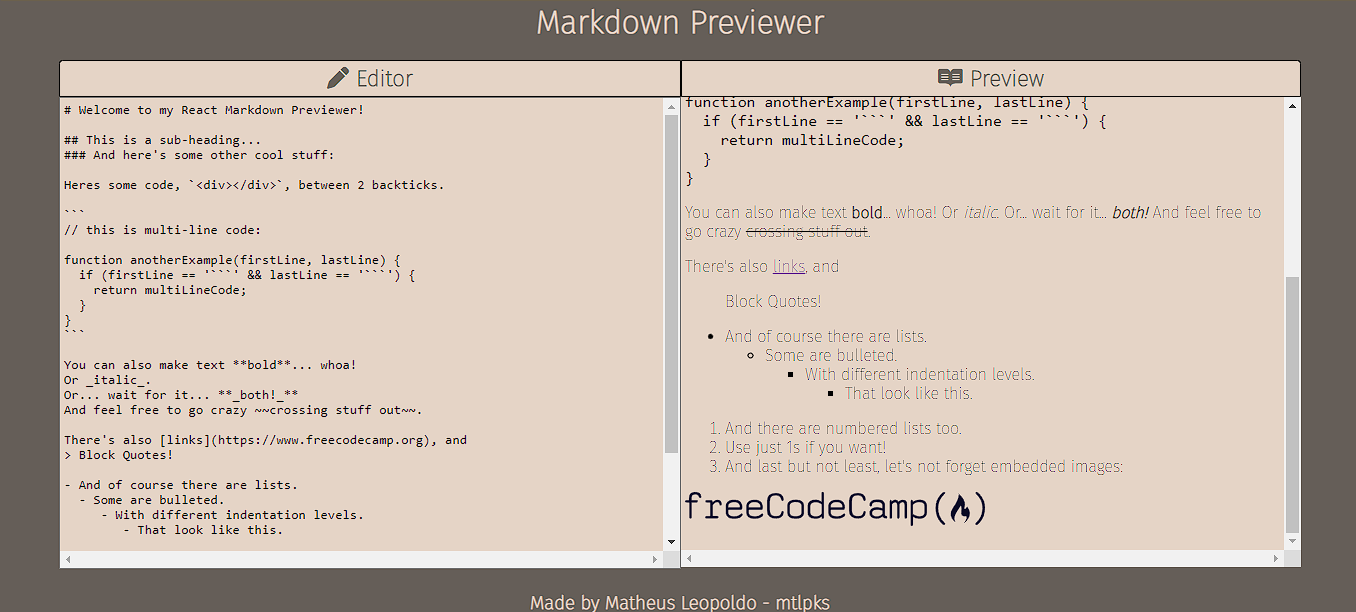 Markdown Previewer
Editor
# Welcome to my React Markdown Previewer!
## This is a sub-heading...
### And here's some other cool stuff:
Heres some code, `<div></div>`, between 2 backticks.
```
// this is multi-line code:
function anotherExample(firstLine, lastLine) {
  if (firstLine == '```' && lastLine == '```') {
    return multiLineCode;
  }
}
```
You can also make text **bold**... whoa!
Or _italic_.
Or... wait for it... **_both!_**
And feel free to go crazy ~~crossing stuff out~~.
There's also [links](https://www.freecodecamp.org), and
> Block Quotes!
- And of course there are lists.
  - Some are bulleted.
     - With different indentation levels.
        - That look like this.
Preview
function anotherExample(firstLine, lastLine) {
  if (firstLine == '```' && lastLine == '```') {
    return multiLineCode;
  }
}
You can also make text bold... whoa! Or italic. Or... wait for it... both! And feel free to
go crazy crossing stuff out.
There's also links, and
Block Quotes!
And of course there are lists.
Some are bulleted.
With different indentation levels.
That look like this.
1. And there are numbered lists too.
2. Use just 1s if you want!
3. And last but not least, let's not forget embedded images:
freeCodeCamp( )
Made by Matheus Leopoldo - mtlpks